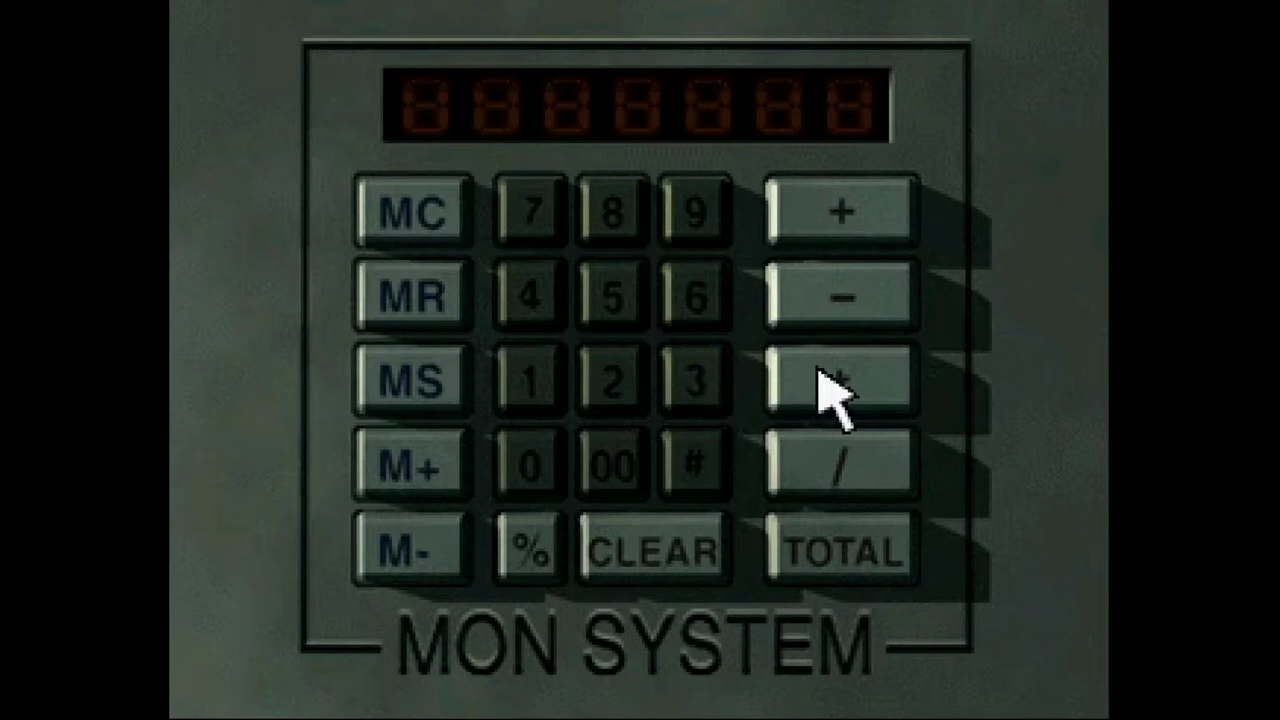 MC 7 8 9 +
MR 4 5 6 -
MS 1 2 3
M+ 0 00 # /
M- % CLEAR TOTAL
MON SYSTEM